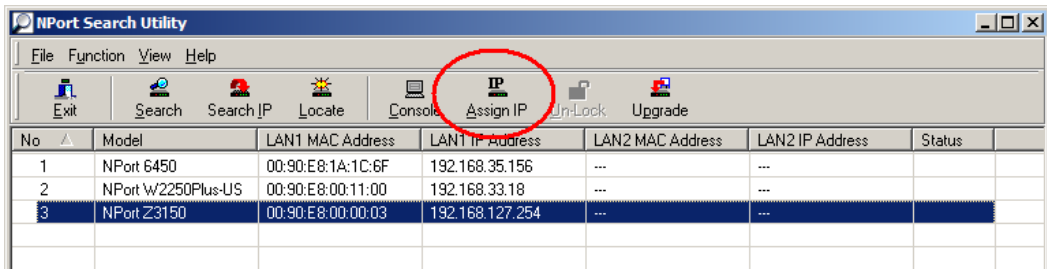 NPort Search Utility
File Function View Help
Exit Search Search IP Locate Console Assign IP Un-Lock Upgrade
No Model LAN1 MAC Address LAN1 IP Address LAN2 MAC Address LAN2 IP Address Status
1 NPort 6450 00:90:E8:1A:1C:6F 192.168.35.156 --- ---
2 NPort W2250Plus-US 00:90:E8:00:11:00 192.168.33.18 --- ---
3 NPort Z3150 00:90:E8:00:00:03 192.168.127.254 --- ---